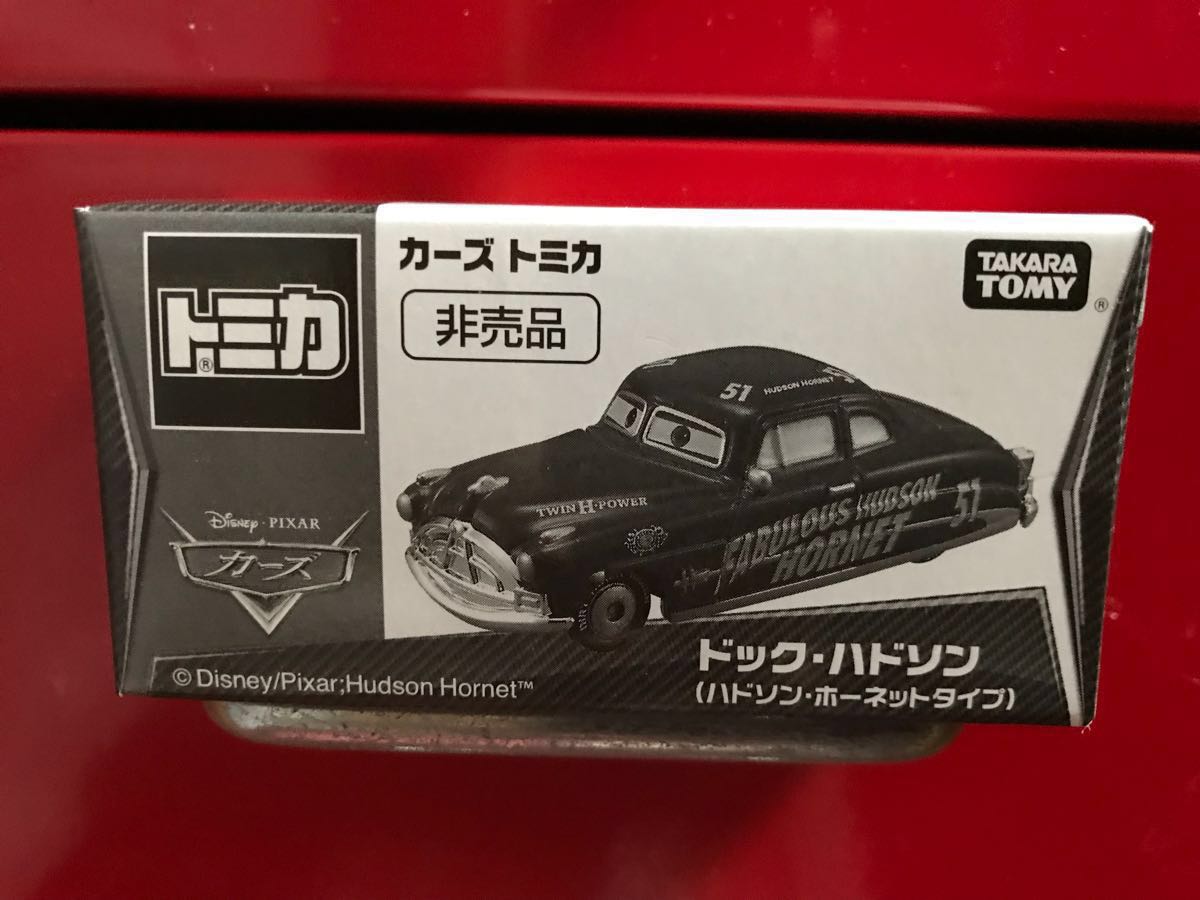 トミカ®
カーズ トミカ
非売品
TAKARA
TOMY®
51 HUDSON HORNET 51
TWIN H-POWER
FABULOUS HUDSON
HORNET
51
Disney・PIXAR
カーズ
ドック・ハドソン
(ハドソン・ホーネットタイプ)
©Disney/Pixar;Hudson Hornet™